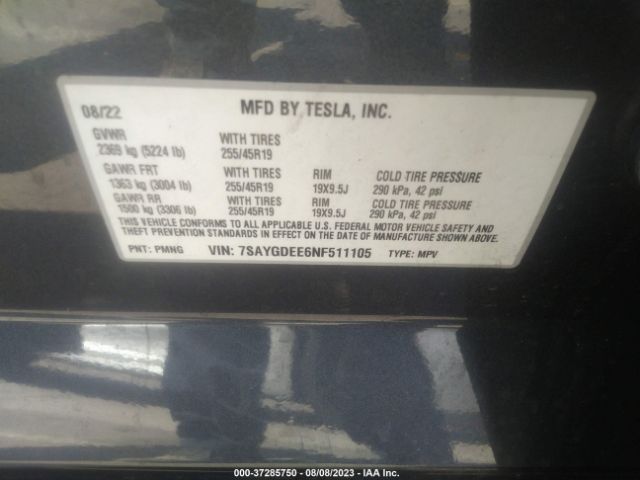 08/22 MFD BY TESLA, INC.
GVWR WITH TIRES
2369 kg (5224 lb) 255/45R19
GAWR FRT WITH TIRES RIM COLD TIRE PRESSURE
1363 kg (3004 lb) 255/45R19 19X9.5J 290 kPa, 42 psi
GAWR RR WITH TIRES RIM COLD TIRE PRESSURE
1500 kg (3306 lb) 255/45R19 19X9.5J 290 kPa, 42 psi
THIS VEHICLE CONFORMS TO ALL APPLICABLE U.S. FEDERAL MOTOR VEHICLE SAFETY AND
THEFT PREVENTION STANDARDS IN EFFECT ON THE DATE OF MANUFACTURE SHOWN ABOVE.
PNT: PMNG VIN: 7SAYGDEE6NF511105 TYPE: MPV
000-37285750 - 08/08/2023 - IAA Inc.